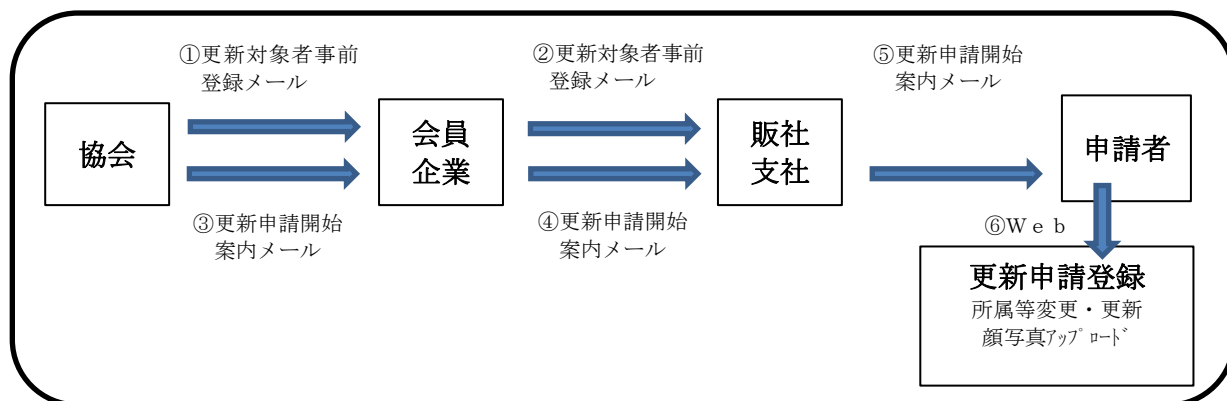 ①更新対象者事前
登録メール
②更新対象者事前
登録メール
⑤更新申請開始
案内メール
協会
会員
企業
販社
支社
申請者
③更新申請開始
案内メール
④更新申請開始
案内メール
⑥Ｗｅｂ
更新申請登録
所属等変更・更新
顔写真ｱｯﾌﾟﾛｰﾄﾞ